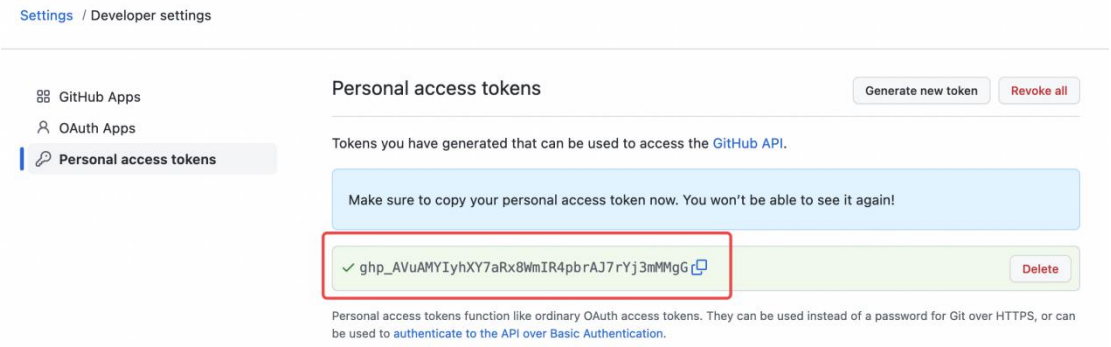 Settings / Developer settings
GitHub Apps
OAuth Apps
Personal access tokens
Personal access tokens
Generate new token
Revoke all
Tokens you have generated that can be used to access the GitHub API.
Make sure to copy your personal access token now. You won't be able to see it again!
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
Delete
Personal access tokens function like ordinary OAuth access tokens. They can be used instead of a password for Git over HTTPS, or can
be used to authenticate to the API over Basic Authentication.